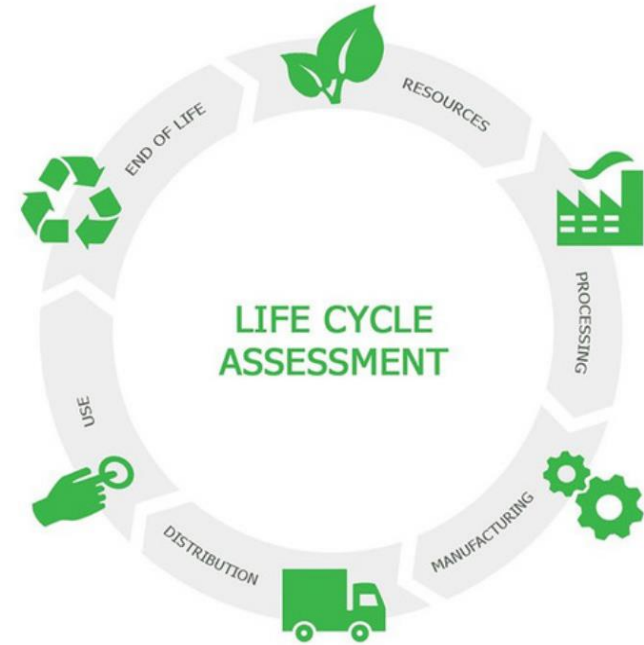 LIFE CYCLE
ASSESSMENT
RESOURCES
PROCESSING
MANUFACTURING
DISTRIBUTION
USE
END OF LIFE